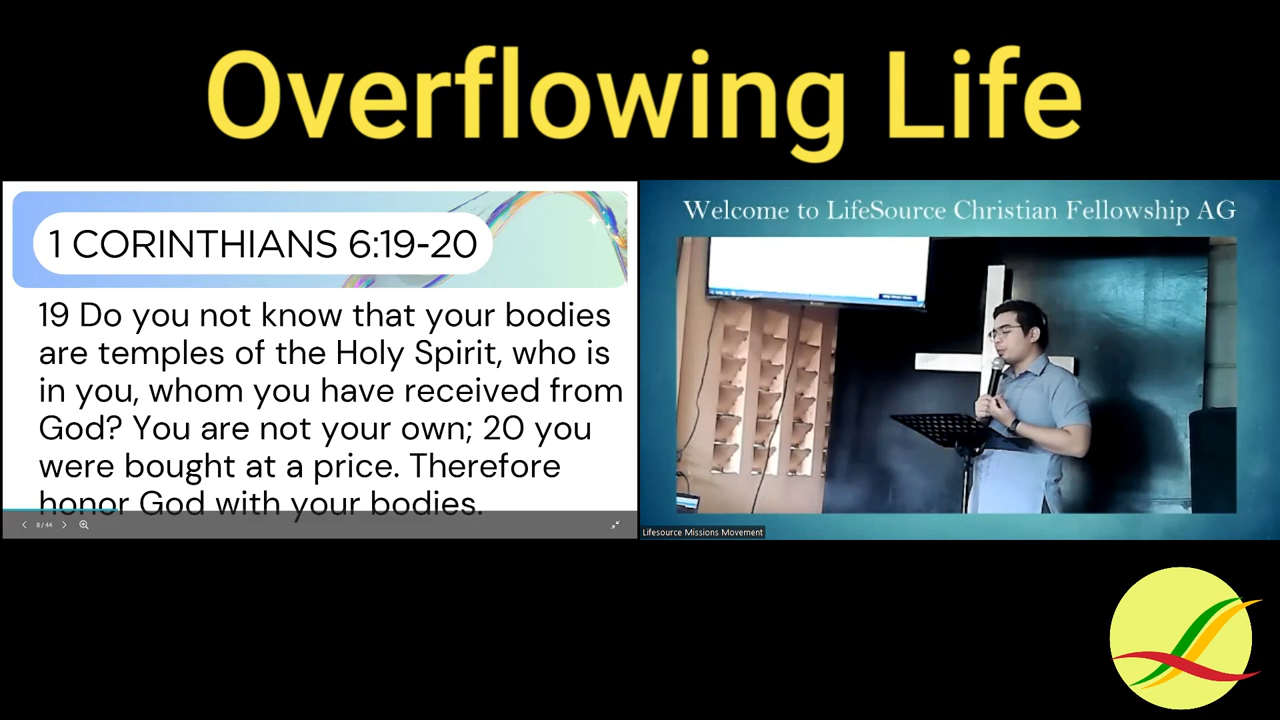 Overflowing Life
1 CORINTHIANS 6:19-20
19 Do you not know that your bodies
are temples of the Holy Spirit, who is
in you, whom you have received from
God? You are not your own; 20 you
were bought at a price. Therefore
honor God with your bodies.
8/44
Welcome to LifeSource Christian Fellowship AG
Lifesource Missions Movement